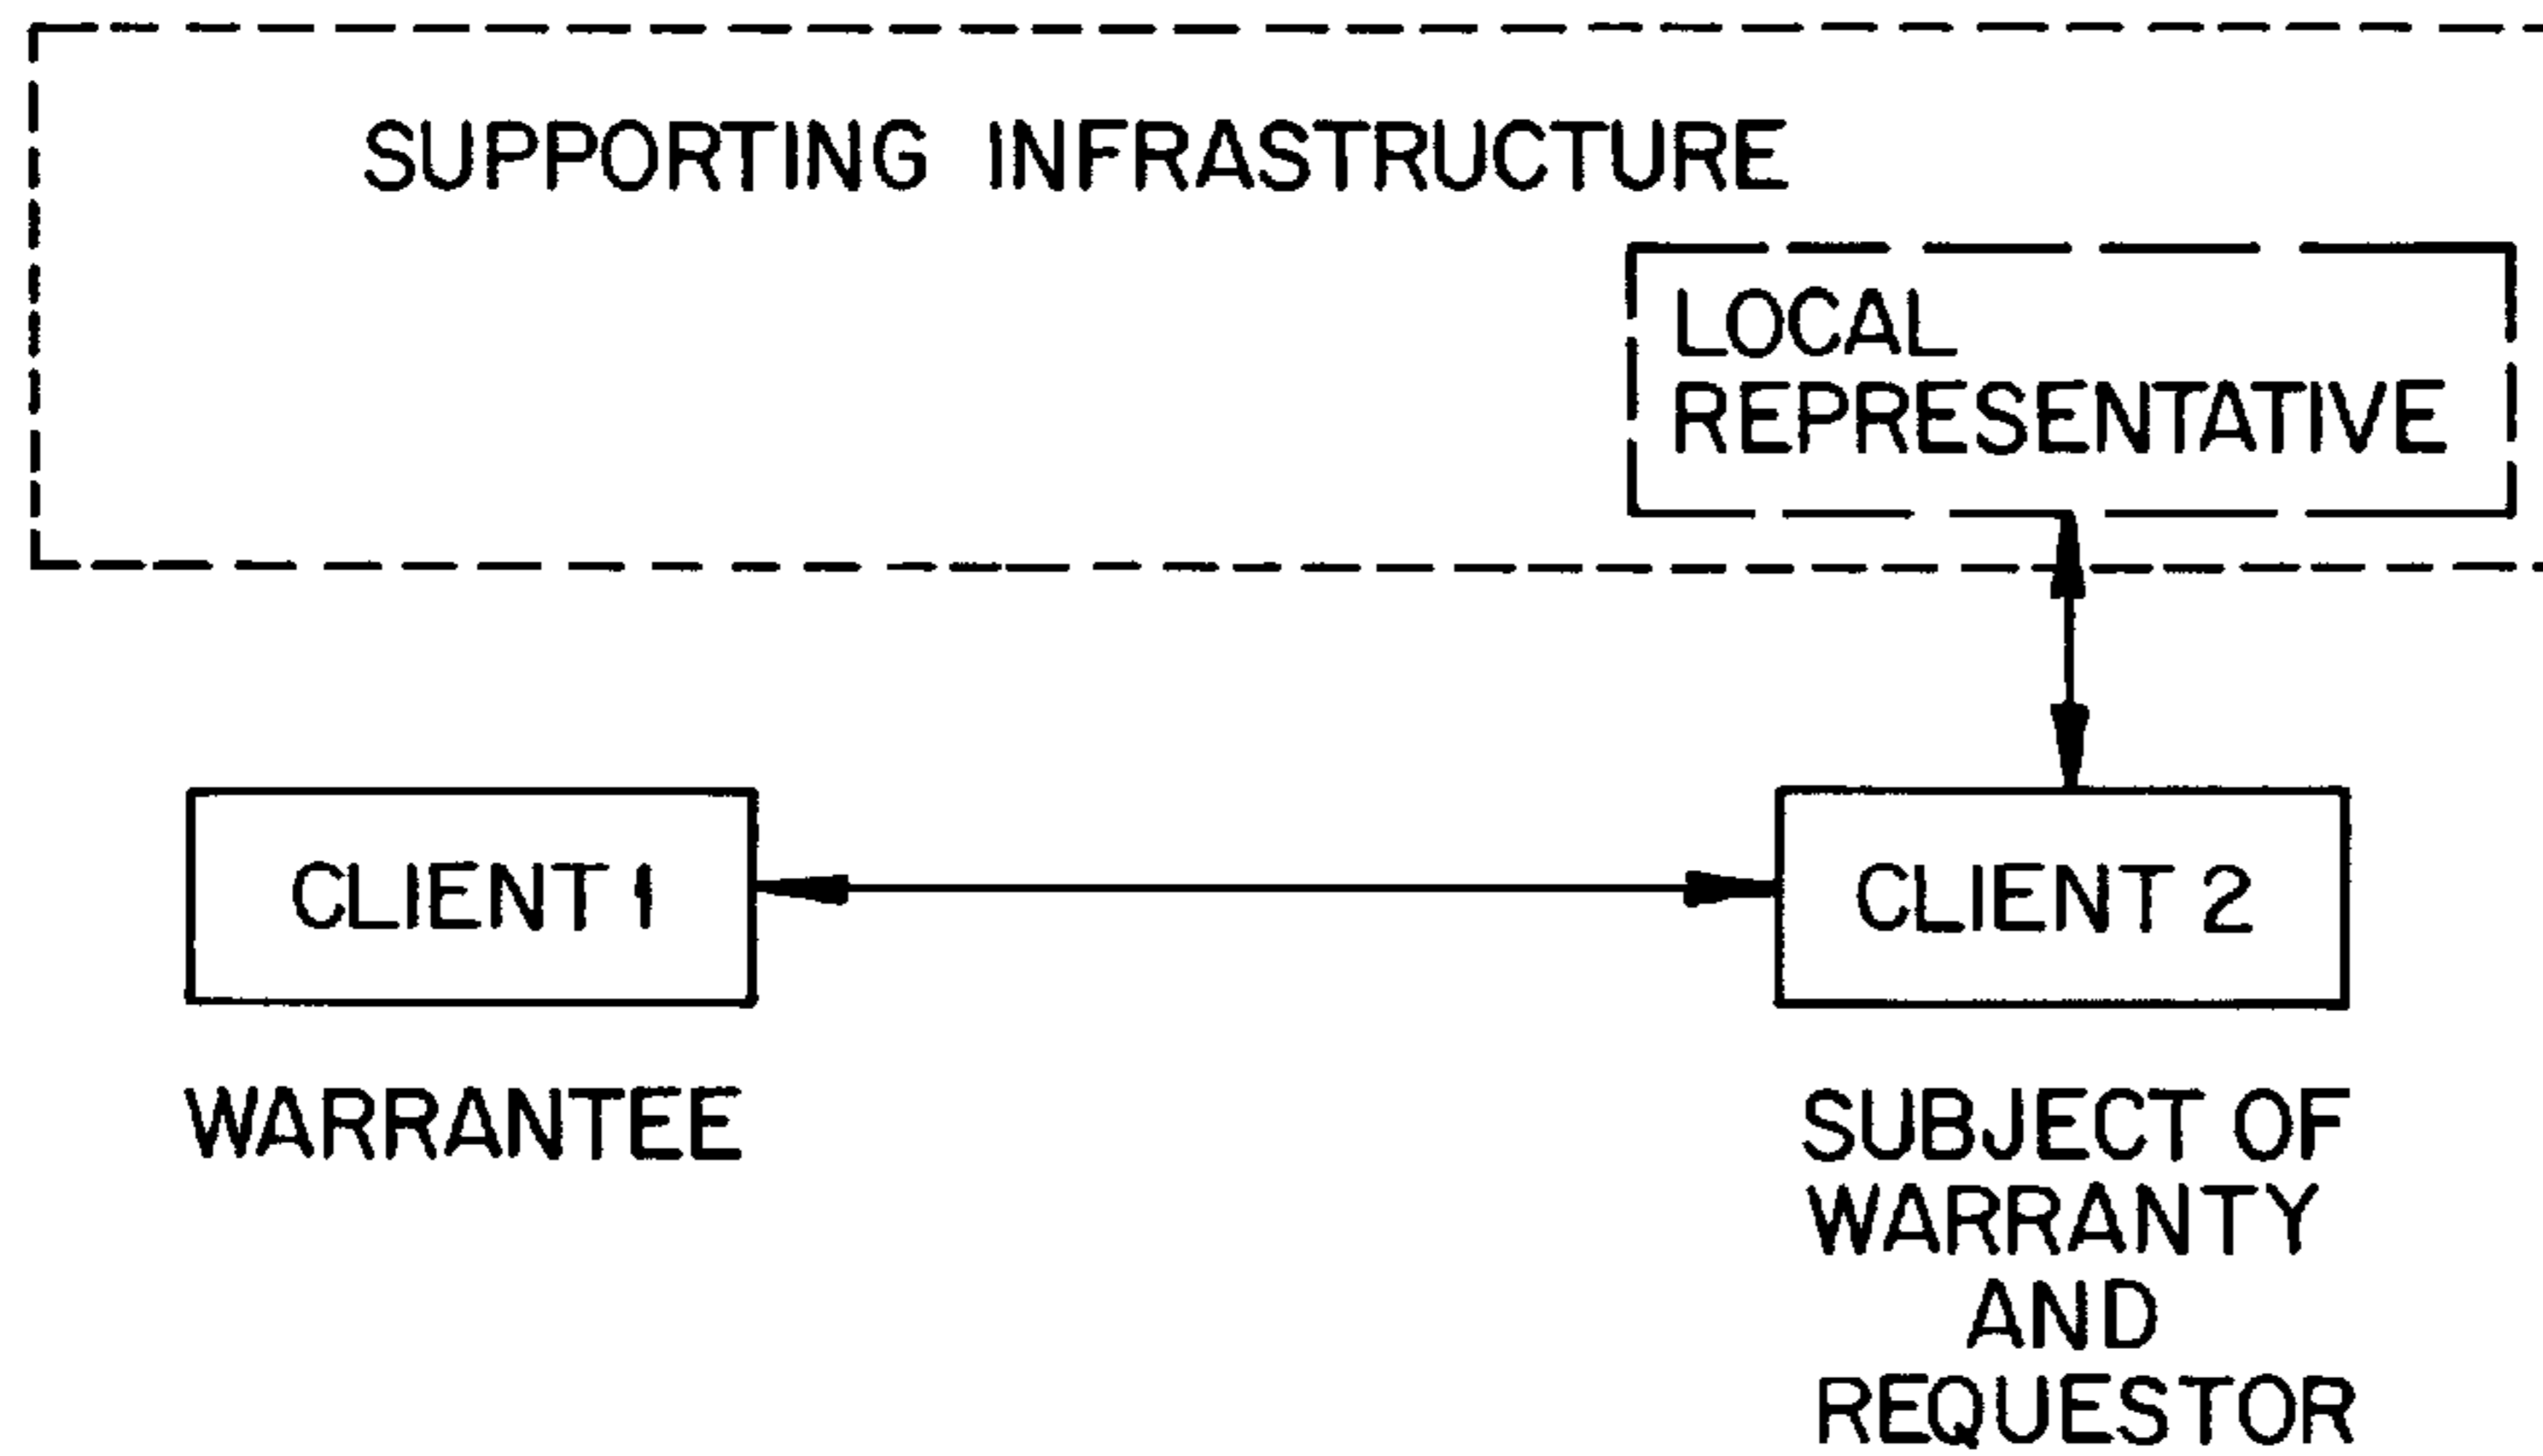 SUPPORTING INFRASTRUCTURE
LOCAL
REPRESENTATIVE
CLIENT 1
CLIENT 2
WARRANTEE
SUBJECT OF
WARRANTY
AND
REQUESTOR